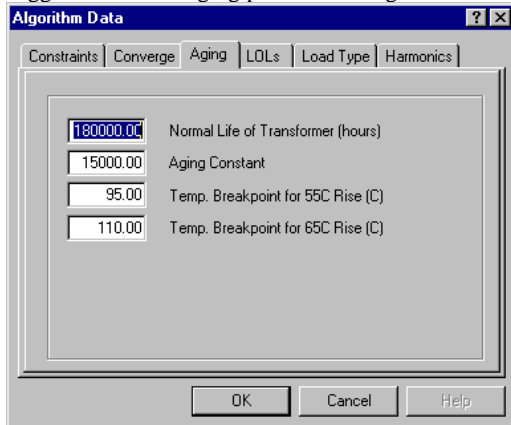 Algorithm Data
Constraints Converge Aging LOLs Load Type Harmonics
180000.00 Normal Life of Transformer (hours)
15000.00 Aging Constant
95.00 Temp. Breakpoint for 55C Rise (C)
110.00 Temp. Breakpoint for 65C Rise (C)
OK Cancel Help